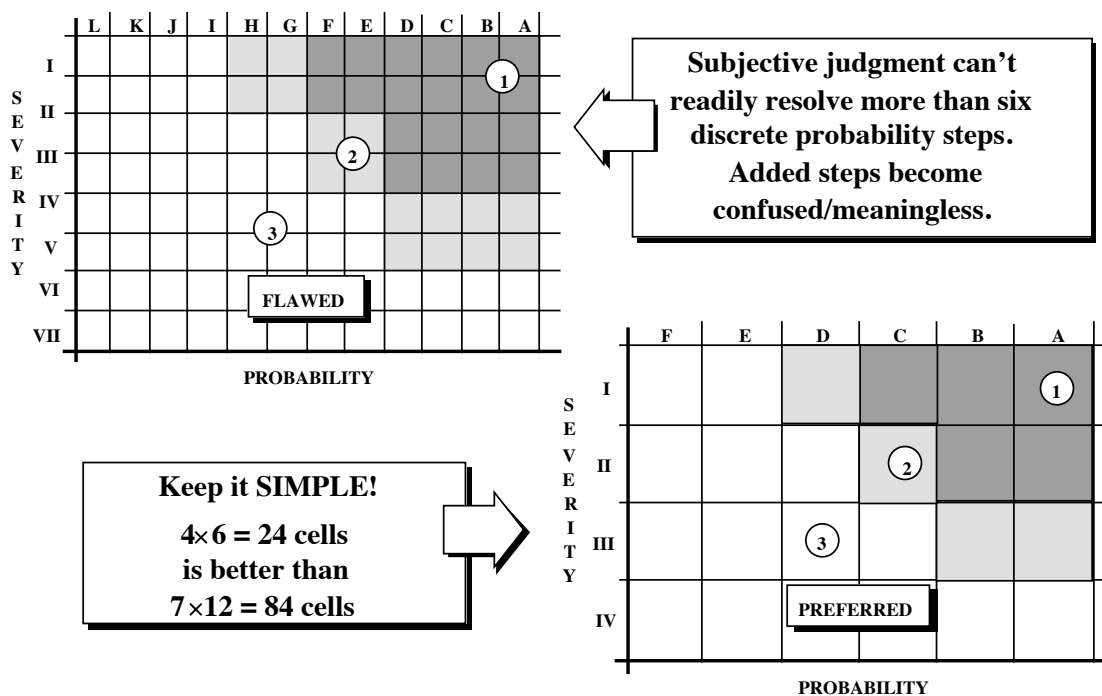 L K J I H G F E D C B A
I
II
III
IV
V
VI
VII
SEVERITY
1
2
3
FLAWED
PROBABILITY
Subjective judgment can't
readily resolve more than six
discrete probability steps.
Added steps become
confused/meaningless.
Keep it SIMPLE!
4×6 = 24 cells
is better than
7×12 = 84 cells
F E D C B A
I
II
III
IV
SEVERITY
1
2
3
PREFERRED
PROBABILITY